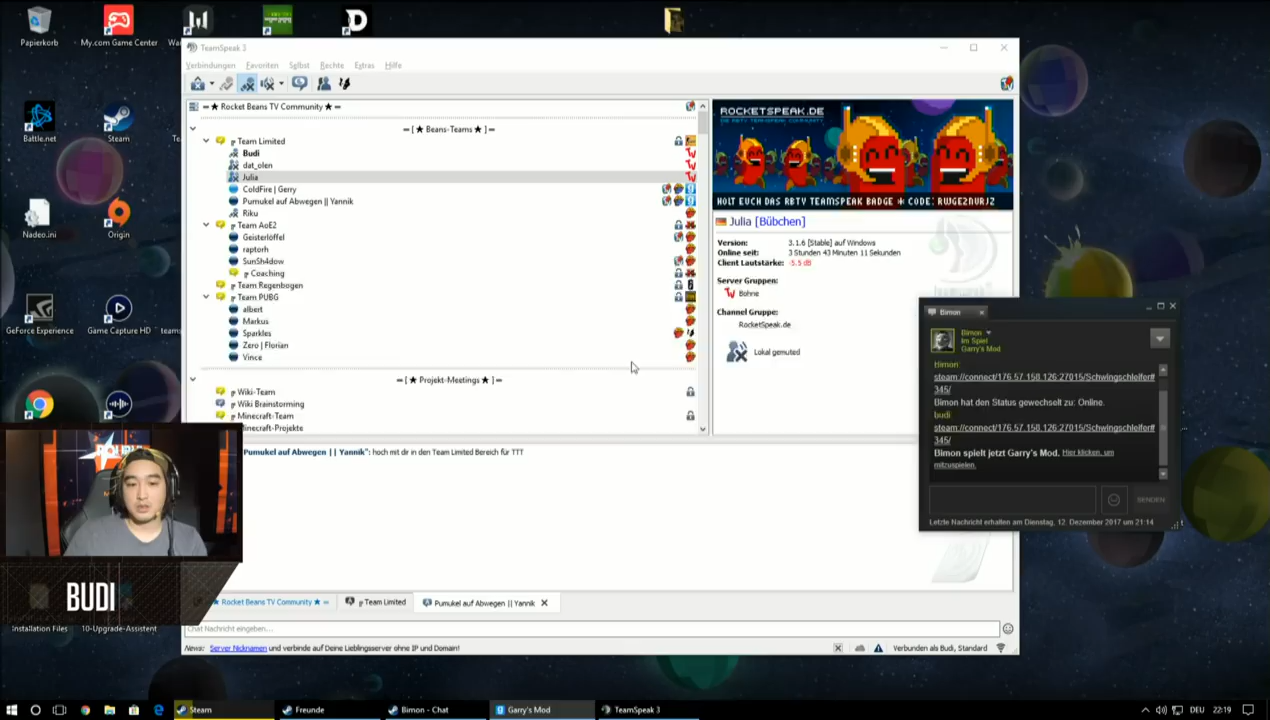 Papierkorb
My.com Game Center
Battle.net
Steam
Nadeo.ini
Origin
GeForce Experience
Game Capture HD
teams
Installation Files
10-Upgrade-Assistent
BUDI
TeamSpeak 3
Verbindungen Favoriten Selbst Rechte Extras Hilfe
═ ★ Rocket Beans TV Community ★ ═
═ [ ★ Beans-Teams ★ ] ═
Team Limited
Budi
dat_olen
Julia
ColdFire | Gerry
Pumukel auf Abwegen || Yannik
Riku
Team AoE2
Geisterlöffel
raptorh
SunSh4dow
Coaching
Team Regenbogen
Team PUBG
albert
Markus
Sparkles
Zero | Florian
Vince
═ [ ★ Projekt-Meetings ★ ] ═
Wiki-Team
Wiki Brainstorming
Minecraft-Team
Minecraft-Projekte
ROCKETSPEAK.DE
HOLT EUCH DAS RBTV TEAMSPEAK BADGE * CODE: RWGE2NURJZ
Julia [Bübchen]
Version: 3.1.6 [Stable] auf Windows
Online seit: 3 Stunden 43 Minuten 11 Sekunden
Client Lautstärke: -5.5 dB
Server Gruppen:
Bohne
Channel Gruppe:
RocketSpeak.de
Lokal gemuted
Pumukel auf Abwegen || Yannik": hoch mit dir in den Team Limited Bereich für TTT
★ Rocket Beans TV Community ★ ═
Team Limited
Pumukel auf Abwegen || Yannik
Chat Nachricht eingeben...
News: Server Nicknamen und verbinde auf Deine Lieblingsserver ohne IP und Domain!
Verbunden als Budi, Standard
Bimon
Bimon
Im Spiel
Garry's Mod
Bimon:
steam://connect/176.57.158.126:27015/Schwingschleifer#
345/
Bimon hat den Status gewechselt zu: Online.
budi
steam://connect/176.57.158.126:27015/Schwingschleifer#
345/
Bimon spielt jetzt Garry's Mod. Hier klicken, um
mitzuspielen.
SENDEN
Letzte Nachricht erhalten am Dienstag, 12. Dezember 2017 um 21:14
Steam
Freunde
Bimon - Chat
Garry's Mod
TeamSpeak 3
DEU
22:19